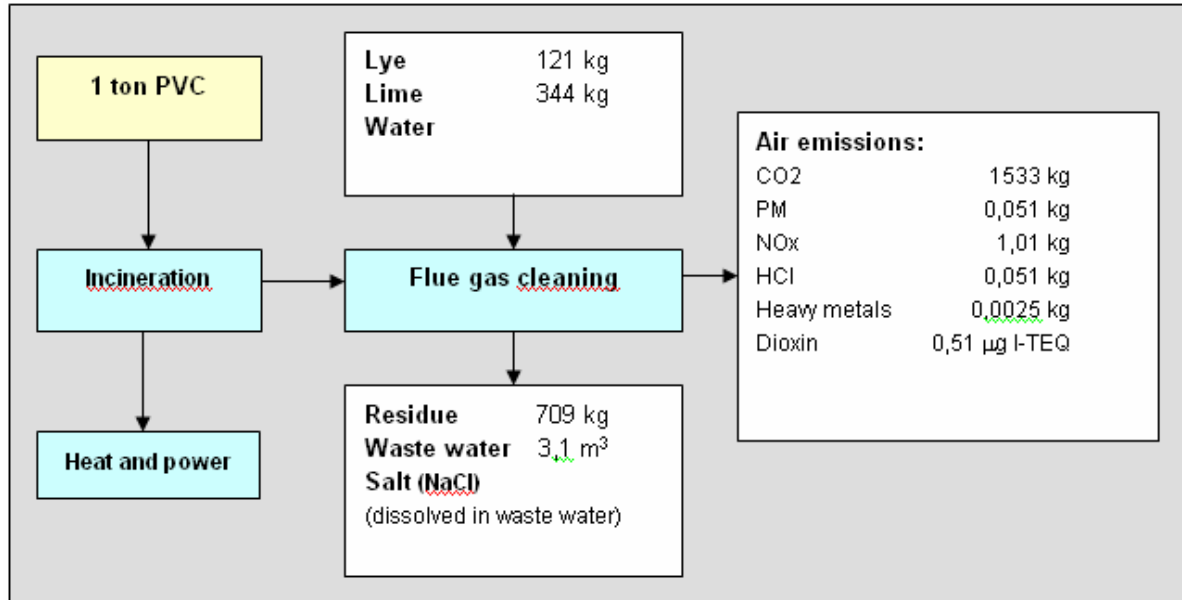 1 ton PVC
Lye 121 kg
Lime 344 kg
Water
Air emissions:
CO2 1533 kg
PM 0,051 kg
NOx 1,01 kg
HCl 0,051 kg
Heavy metals 0,0025 kg
Dioxin 0,51 µg I-TEQ
Incineration
Flue gas cleaning
Heat and power
Residue 709 kg
Waste water 3,1 m³
Salt (NaCl)
(dissolved in waste water)